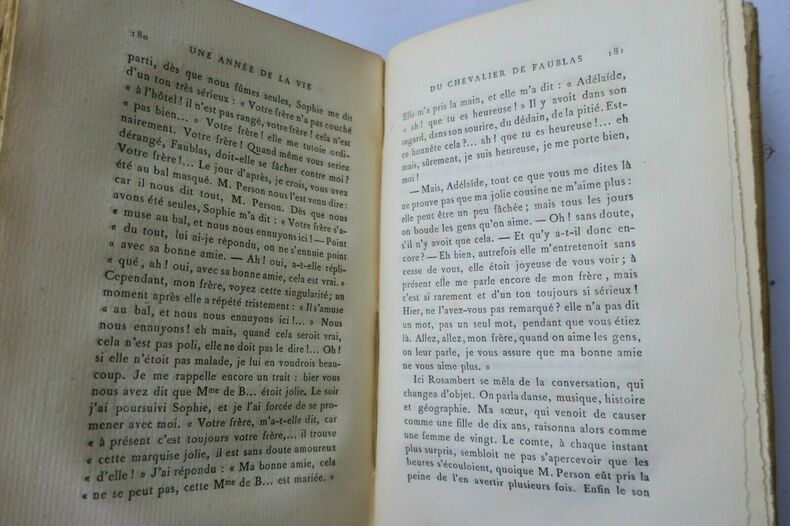 180
UNE ANNÉE DE LA VIE
parti, dès que nous fûmes seules, Sophie me dit
d'un ton très sérieux : « Votre frère n'a pas couché
« à l'hôtel ! il n'est pas rangé, votre frère ! cela n'est
« pas bien... » Votre frère ! elle me tutoie ordi-
nairement. Votre frère ! Quand même vous seriez
dérangé, Faublas, doit-elle se fâcher contre moi ?
Votre frère !... Le jour d'après, je crois, vous avez
été au bal masqué. M. Person nous l'est venu dire :
car il nous dit tout, M. Person. Dès que nous
avons été seules, Sophie m'a dit : « Votre frère s'a-
« muse au bal, et nous nous ennuyons ici ! — Point
« du tout, lui ai-je répondu, on ne s'ennuie point
« avec sa bonne amie. — Ah ! oui, a-t-elle répli-
« qué, ah ! oui, avec sa bonne amie, cela est vrai. »
Cependant, mon frère, voyez cette singularité ; un
moment après elle a répété tristement : « Il s'amuse
« au bal, et nous nous ennuyons ici !... » Nous
nous ennuyons ! eh mais, quand cela seroit vrai,
cela n'est pas poli, elle ne doit pas le dire !... Oh !
si elle n'étoit pas malade, je lui en voudrois beau-
coup. Je me rappelle encore un trait : hier vous
nous avez dit que Mme de B... étoit jolie. Le soir
j'ai poursuivi Sophie, et je l'ai forcée de se pro-
mener avec moi. « Votre frère, m'a-t-elle dit, car
« à présent c'est toujours votre frère,... il trouve
« cette marquise jolie, il est sans doute amoureux
« d'elle ! » J'ai répondu : « Ma bonne amie, cela
« ne se peut pas, cette Mme de B... est mariée. »
DU CHEVALIER DE FAUBLAS
181
Elle m'a pris la main, et elle m'a dit : « Adélaïde,
« ah ! que tu es heureuse ! » Il y avoit dans son
regard, dans son sourire, du dédain, de la pitié. Est-
ce honnête cela ?... ah ! que tu es heureuse !... eh
mais, sûrement, je suis heureuse, je me porte bien,
moi !
— Mais, Adélaïde, tout ce que vous me dites là
ne prouve pas que ma jolie cousine ne m'aime plus :
elle peut être un peu fâchée ; mais tous les jours
on boude les gens qu'on aime. — Oh ! sans doute,
s'il n'y avoit que cela. — Et qu'y a-t-il donc en-
core ? — Eh bien, autrefois elle m'entretenoit sans
cesse de vous, elle étoit joyeuse de vous voir ; à
présent elle me parle encore de mon frère, mais
c'est si rarement et d'un ton toujours si sérieux !
Hier, ne l'avez-vous pas remarqué ? elle n'a pas dit
un mot, pas un seul mot, pendant que vous étiez
là. Allez, allez, mon frère, quand on aime les gens,
on leur parle, je vous assure que ma bonne amie
ne vous aime plus. »
Ici Rosambert se mêla de la conversation, qui
changea d'objet. On parla danse, musique, histoire
et géographie. Ma sœur, qui venoit de causer
comme une fille de dix ans, raisonna alors comme
une femme de vingt. Le comte, à chaque instant
plus surpris, sembloit ne pas s'apercevoir que les
heures s'écouloient, quoique M. Person eût pris la
peine de l'en avertir plusieurs fois. Enfin le son